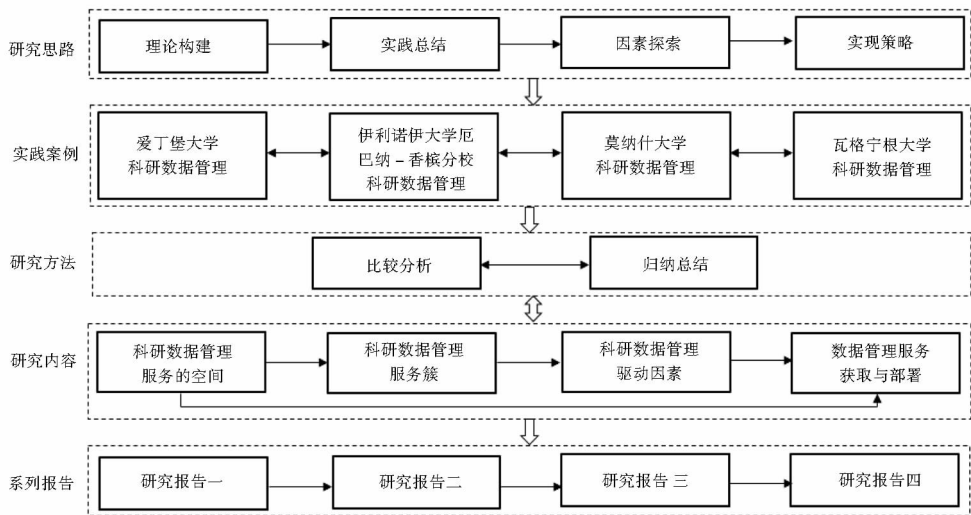 研究思路
理论构建
实践总结
因素探索
实现策略
实践案例
爱丁堡大学
科研数据管理
伊利诺伊大学厄
巴纳－香槟分校
科研数据管理
莫纳什大学
科研数据管理
瓦格宁根大学
科研数据管理
研究方法
比较分析
归纳总结
研究内容
科研数据管理
服务的空间
科研数据管理
服务簇
科研数据管理
驱动因素
数据管理服务
获取与部署
系列报告
研究报告一
研究报告二
研究报告 三
研究报告四